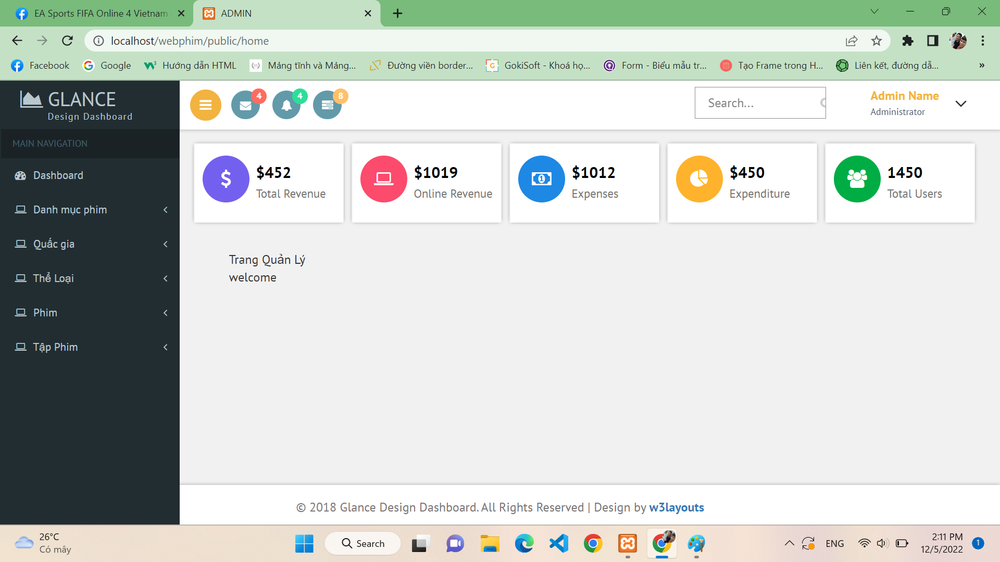 EA Sports FIFA Online 4 Vietnam
ADMIN
localhost/webphim/public/home
Facebook
Google
Hướng dẫn HTML
Mảng tĩnh và Mảng...
Đường viền border...
GokiSoft - Khoá họ...
Form - Biểu mẫu tr...
Tạo Frame trong H...
Liên kết, đường dẫ...
»
GLANCE
Design Dashboard
4
4
8
Search...
Admin Name
Administrator
MAIN NAVIGATION
Dashboard
Danh mục phim
Quấc gia
Thể Loại
Phim
Tập Phim
$452
Total Revenue
$1019
Online Revenue
$1012
Expenses
$450
Expenditure
1450
Total Users
Trang Quản Lý
welcome
© 2018 Glance Design Dashboard. All Rights Reserved | Design by w3layouts
26°C
Có mây
Search
ENG
2:11 PM
12/5/2022
1